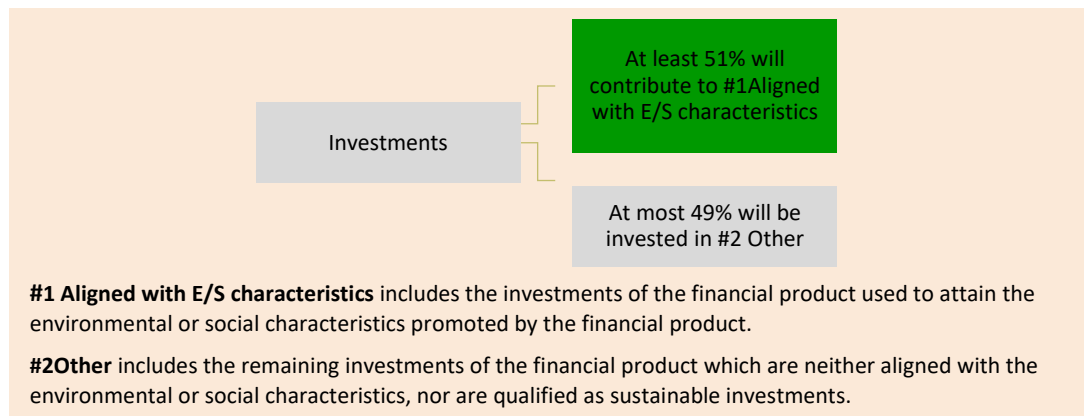 At least 51% will
contribute to #1Aligned
with E/S characteristics
Investments
At most 49% will be
invested in #2 Other
#1 Aligned with E/S characteristics includes the investments of the financial product used to attain the
environmental or social characteristics promoted by the financial product.
#2Other includes the remaining investments of the financial product which are neither aligned with the
environmental or social characteristics, nor are qualified as sustainable investments.